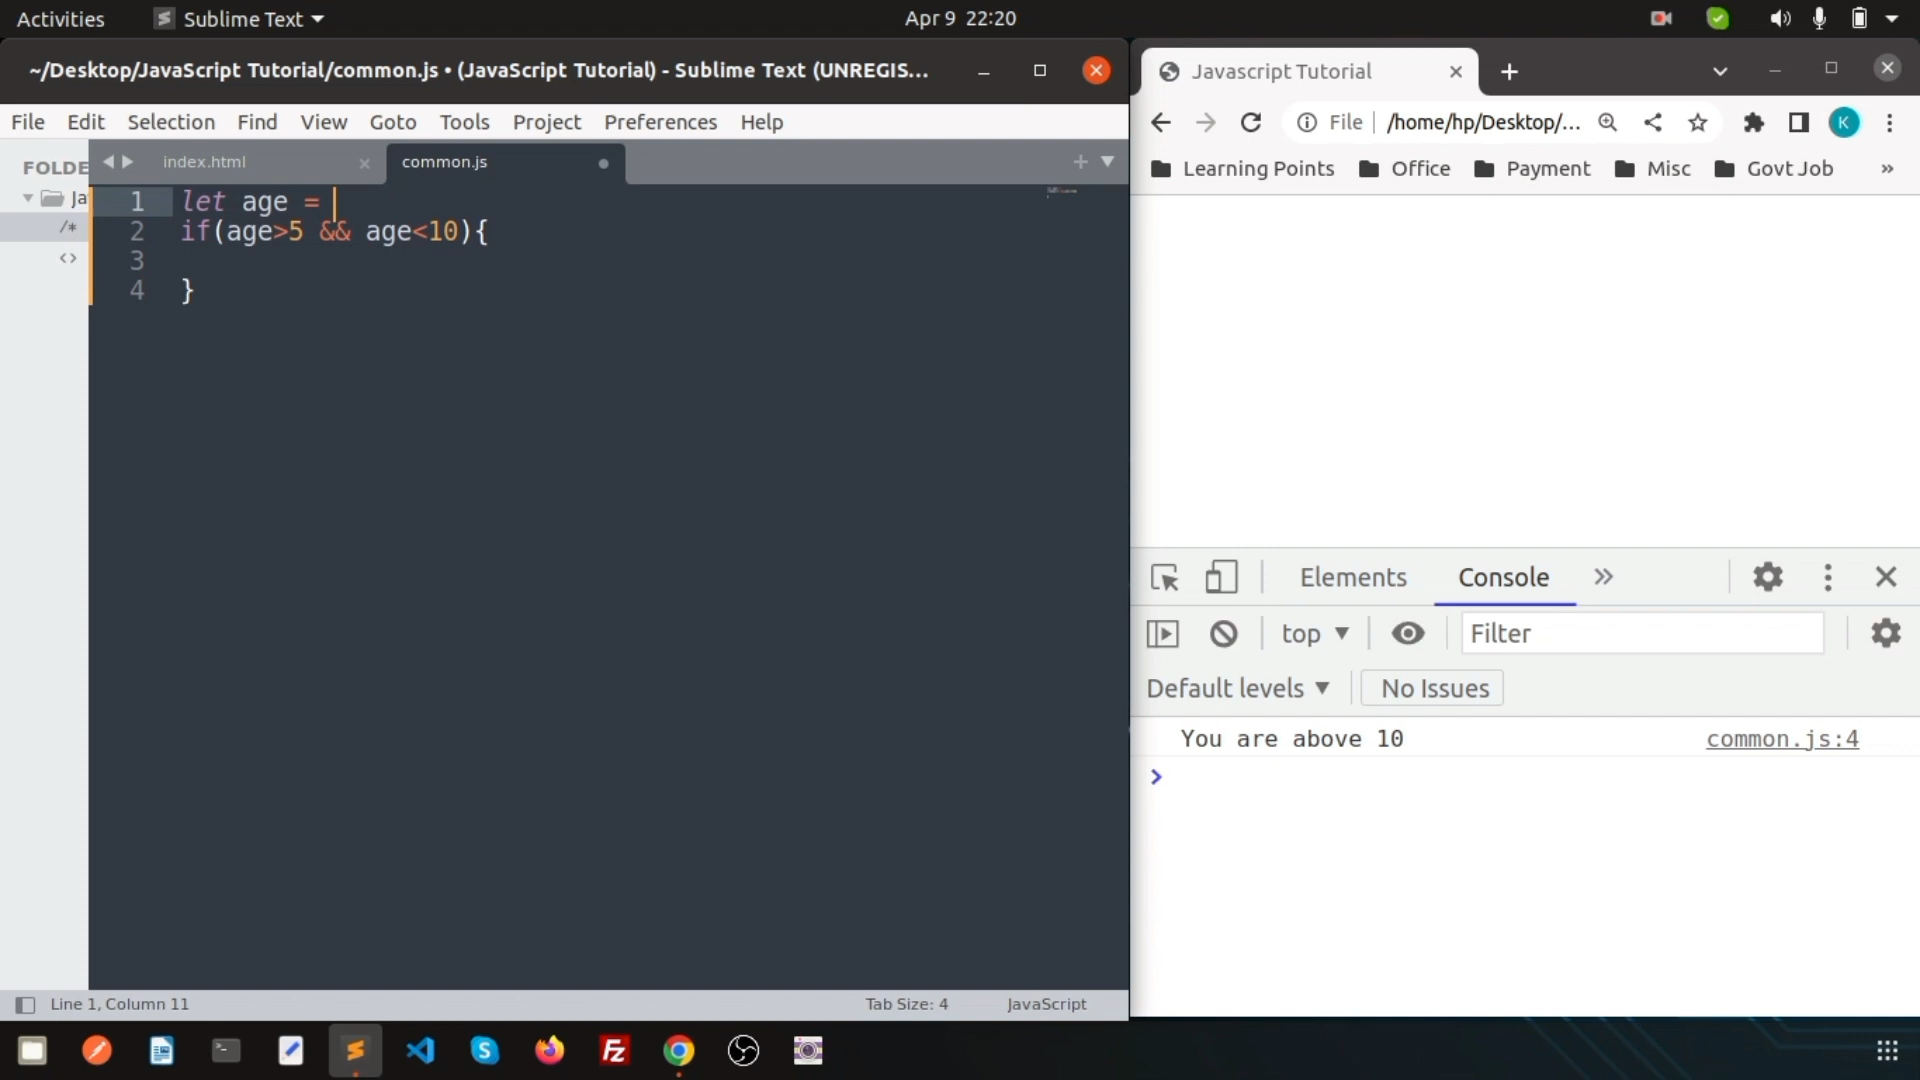 Activities
Sublime Text
Apr 9 22:20
~/Desktop/JavaScript Tutorial/common.js • (JavaScript Tutorial) - Sublime Text (UNREGIS...
File Edit Selection Find View Goto Tools Project Preferences Help
FOLDE
Ja
/*
<>
index.html
common.js
1 let age =
2 if(age>5 && age<10){
3
4 }
Line 1, Column 11
Tab Size: 4
JavaScript
Javascript Tutorial
File /home/hp/Desktop/...
K
Learning Points Office Payment Misc Govt Job »
Elements Console
top
Filter
Default levels
No Issues
You are above 10 common.js:4